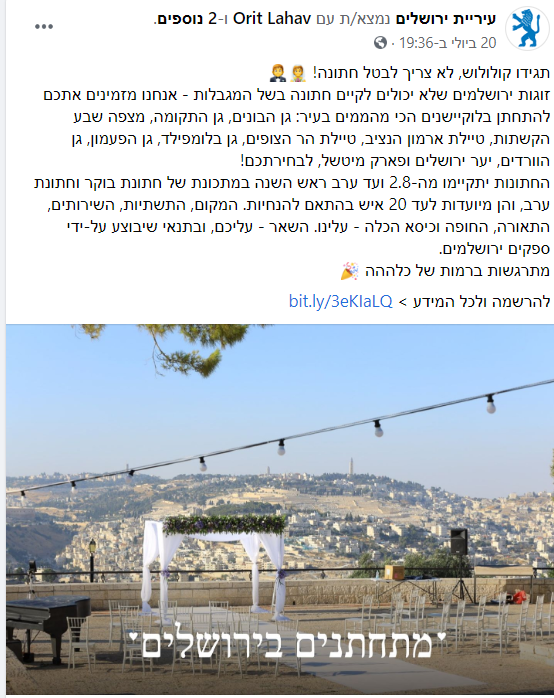 עיריית ירושלים נמצא/ת עם Orit Lahav ו-2 נוספים.
20 ביולי ב-19:36
תגידו קולולוש, לא צריך לבטל חתונה!
זוגות ירושלמים שלא יכולים לקיים חתונה בשל המגבלות - אנחנו מזמינים אתכם
להתחתן בלוקיישנים הכי מהממים בעיר: גן הבונים, גן התקומה, מצפה שבע
הקשתות, טיילת ארמון הנציב, טיילת הר הצופים, גן בלומפילד, גן הפעמון, גן
הוורדים, יער ירושלים ופארק מיטשל, לבחירתכם!
החתונות יתקיימו מה-2.8 ועד ערב ראש השנה במתכונת של חתונת בוקר וחתונת
ערב, והן מיועדות לעד 20 איש בהתאם להנחיות. המקום, התשתיות, השירותים,
התאורה, החופה וכיסא הכלה - עלינו. השאר - עליכם, ובתנאי שיבוצע על-ידי
ספקים ירושלמים.
מתרגשות ברמות של כלההה
להרשמה ולכל המידע > bit.ly/3eKIaLQ
"מתחתנים בירושלים"